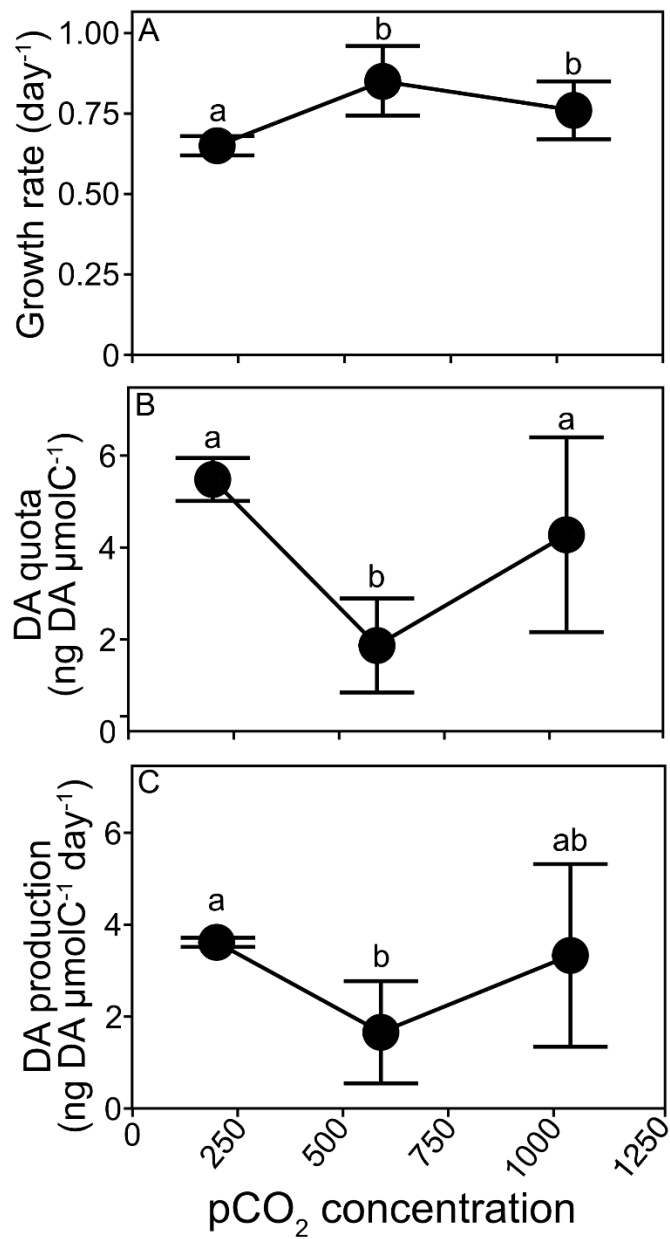 A
Growth rate (day⁻¹)
1.00
0.75
0.50
0.25
0
a
b
b
B
DA quota
(ng DA µmolC⁻¹)
6
4
2
0
a
b
a
C
DA production
(ng DA µmolC⁻¹ day⁻¹)
6
4
2
0
a
b
ab
0
250
500
750
1000
1250
pCO₂ concentration